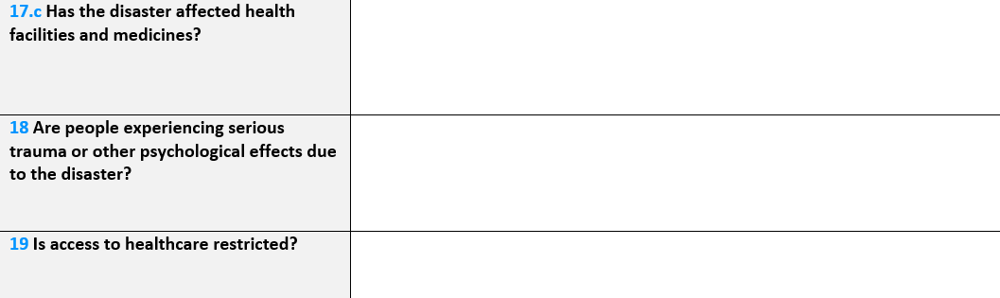 17.c Has the disaster affected health
facilities and medicines?
18 Are people experiencing serious
trauma or other psychological effects due
to the disaster?
19 Is access to healthcare restricted?